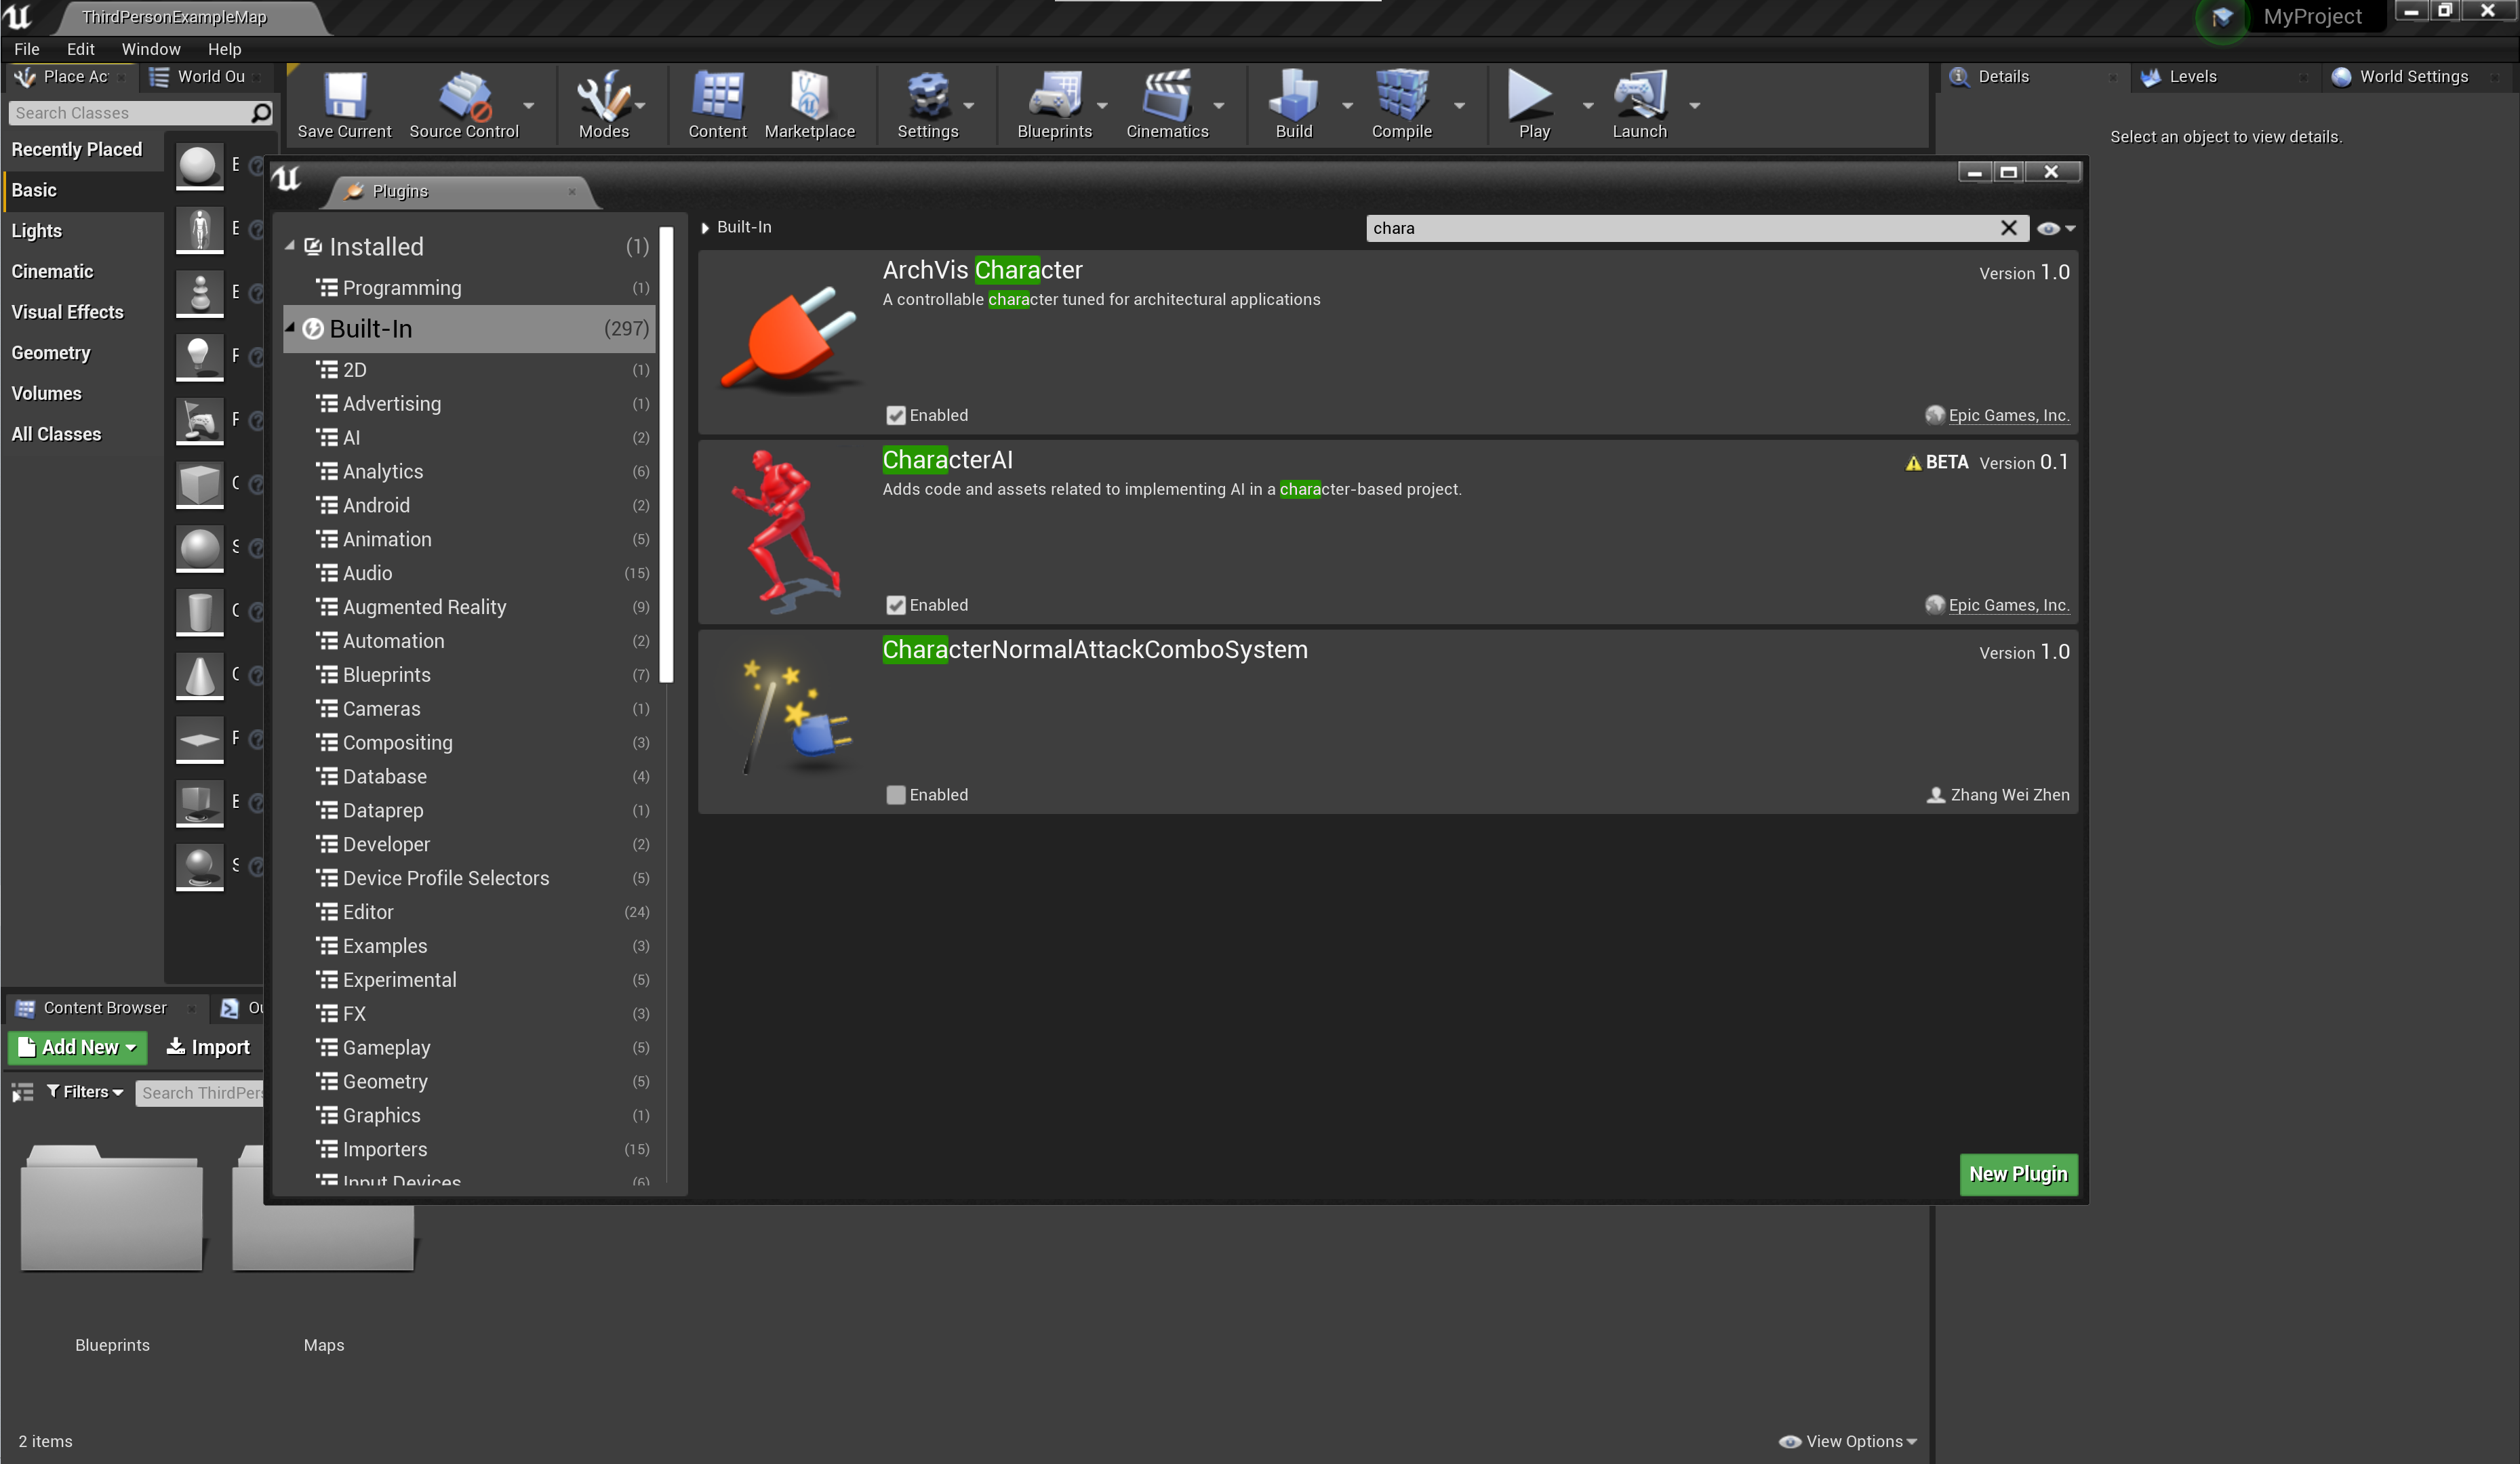 ThirdPersonExampleMap
MyProject
File Edit Window Help
Place Ac
World Ou
Search Classes
Recently Placed
Basic
Lights
Cinematic
Visual Effects
Geometry
Volumes
All Classes
E
E
E
F
F
C
S
C
C
F
E
S
Save Current
Source Control
Modes
Content
Marketplace
Settings
Blueprints
Cinematics
Build
Compile
Play
Launch
Details
Levels
World Settings
Select an object to view details.
Plugins
Installed (1)
Programming (1)
Built-In (297)
2D (1)
Advertising (1)
AI (2)
Analytics (6)
Android (2)
Animation (5)
Audio (15)
Augmented Reality (9)
Automation (2)
Blueprints (7)
Cameras (1)
Compositing (3)
Database (4)
Dataprep (1)
Developer (2)
Device Profile Selectors (5)
Editor (24)
Examples (3)
Experimental (5)
FX (3)
Gameplay (5)
Geometry (5)
Graphics (1)
Importers (15)
Input Devices (6)
Built-In
chara
ArchVis Character
Version 1.0
A controllable character tuned for architectural applications
Enabled
Epic Games, Inc.
CharacterAI
BETA Version 0.1
Adds code and assets related to implementing AI in a character-based project.
Enabled
Epic Games, Inc.
CharacterNormalAttackComboSystem
Version 1.0
Enabled
Zhang Wei Zhen
New Plugin
Content Browser
Ou
Add New
Import
Filters
Search ThirdPers
Blueprints
Maps
2 items
View Options